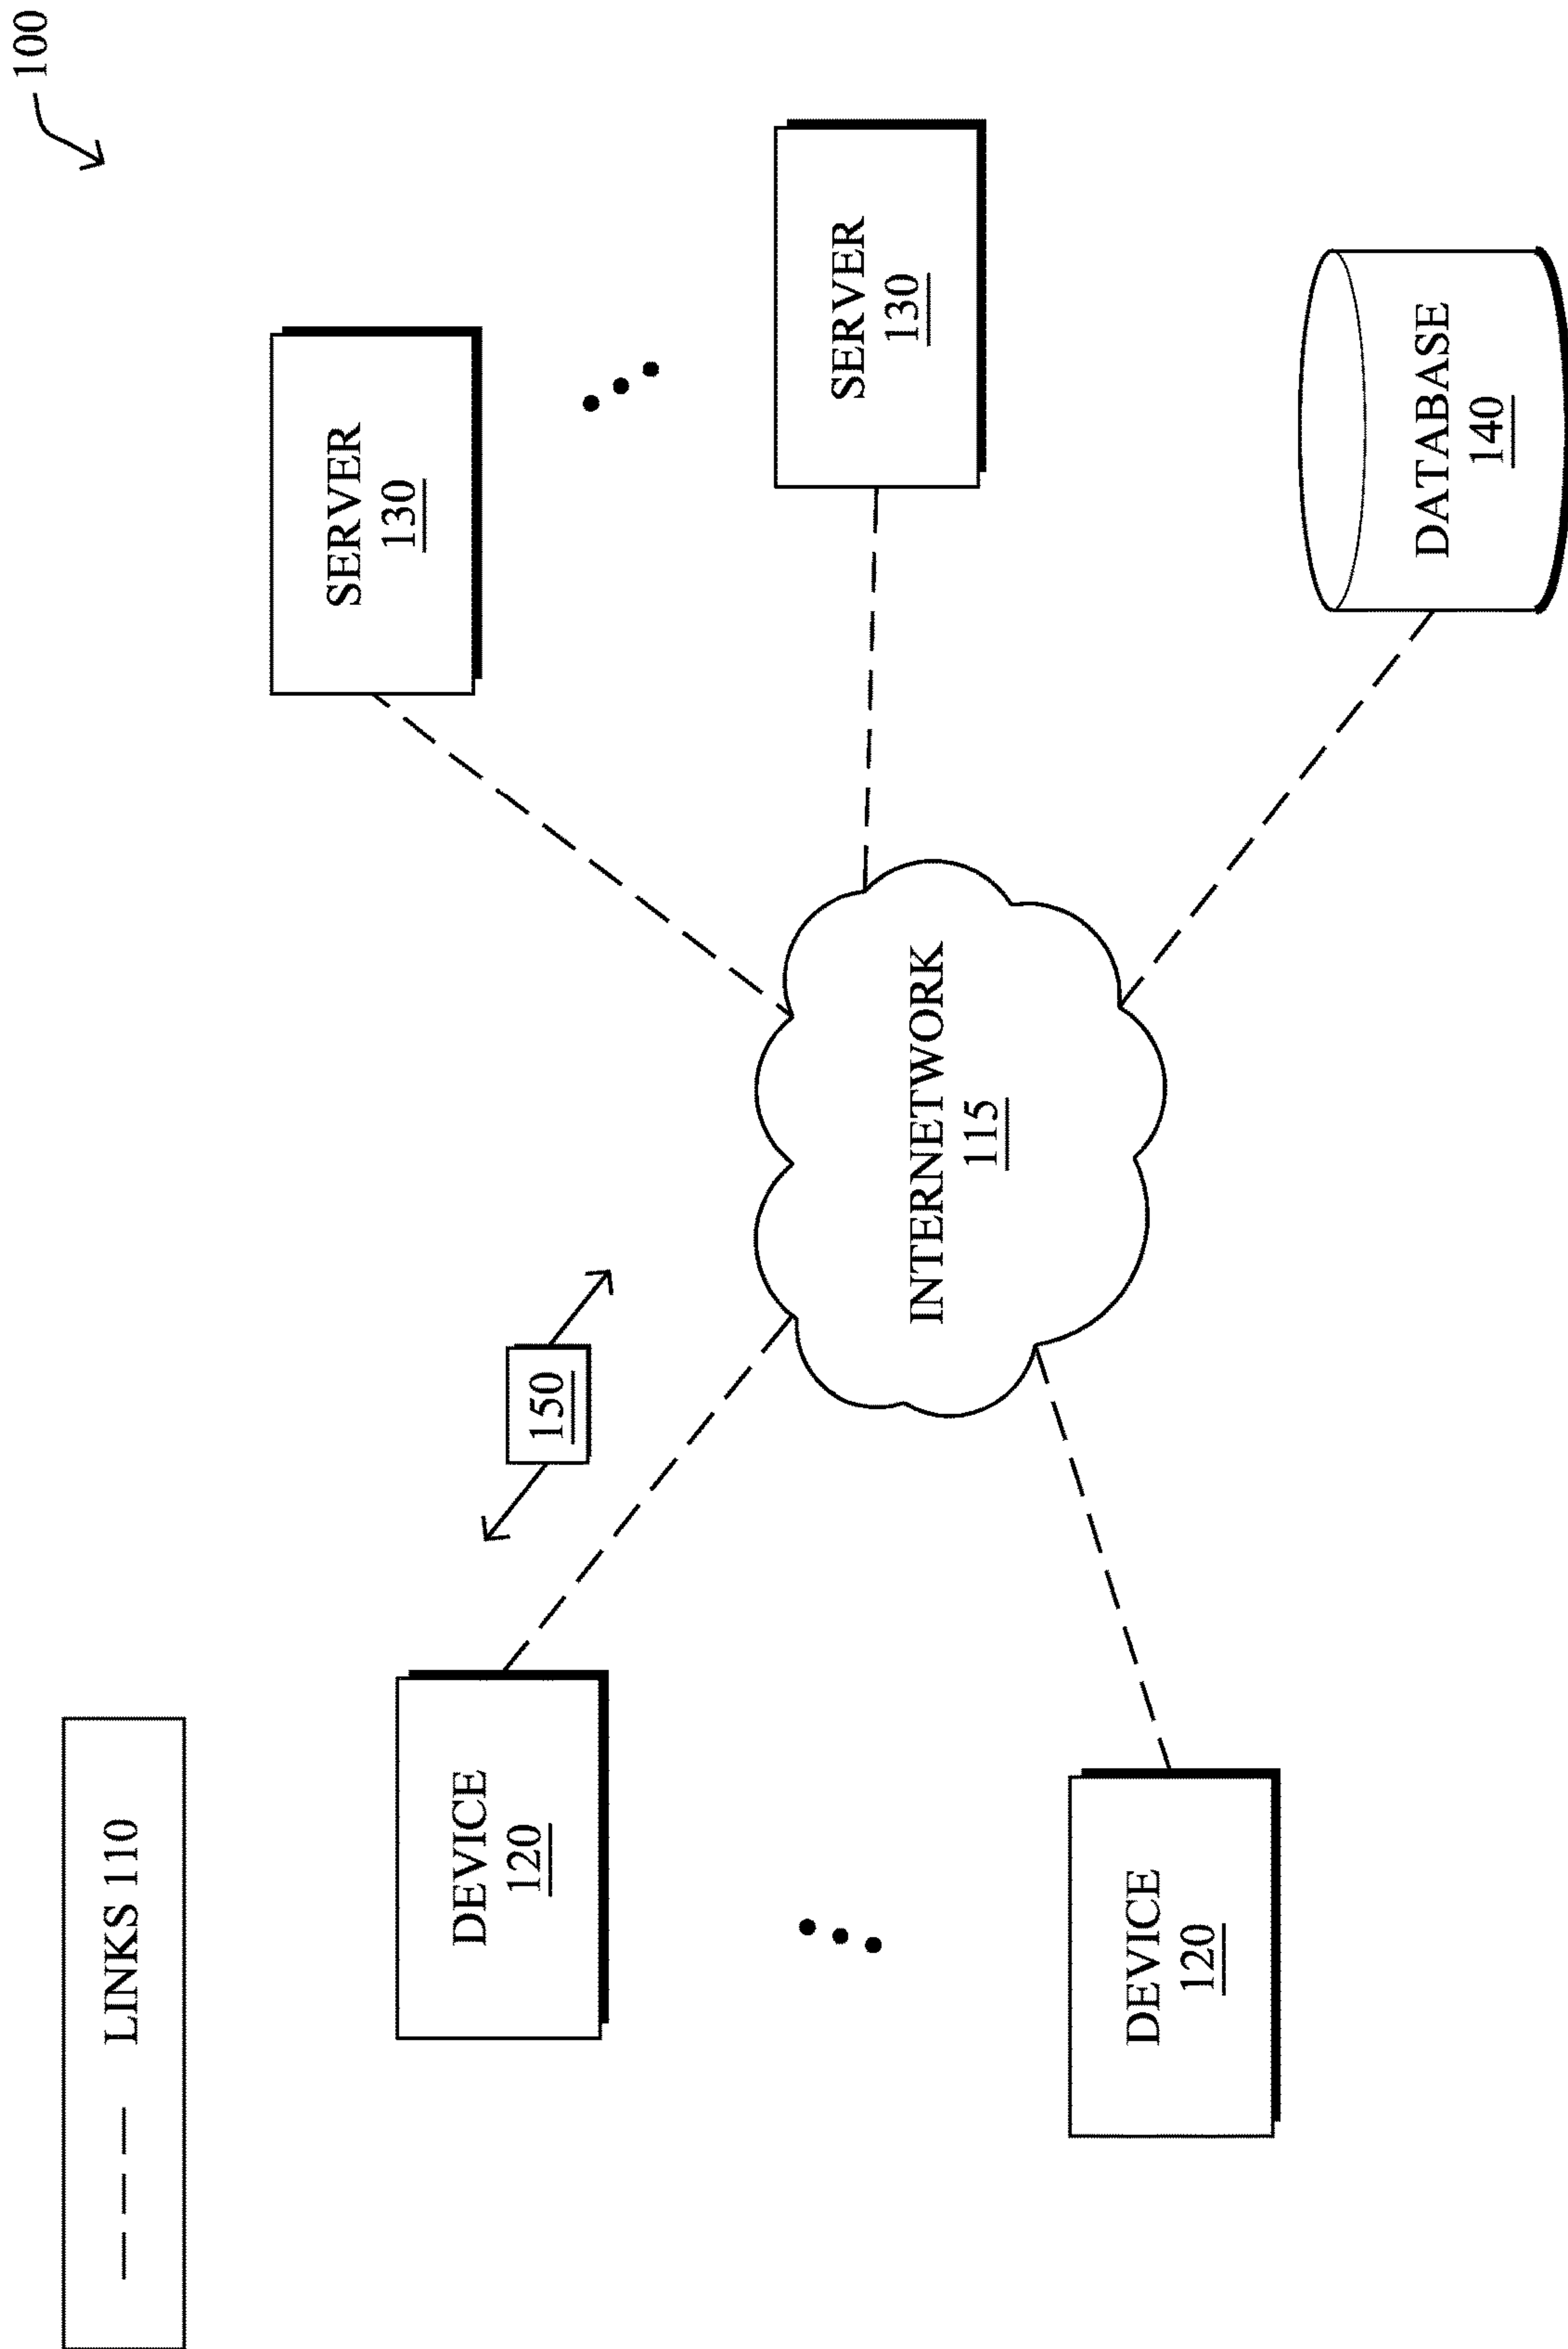 100
LINKS 110
DEVICE
120
DEVICE
120
150
INTERNETWORK
115
SERVER
130
SERVER
130
DATABASE
140